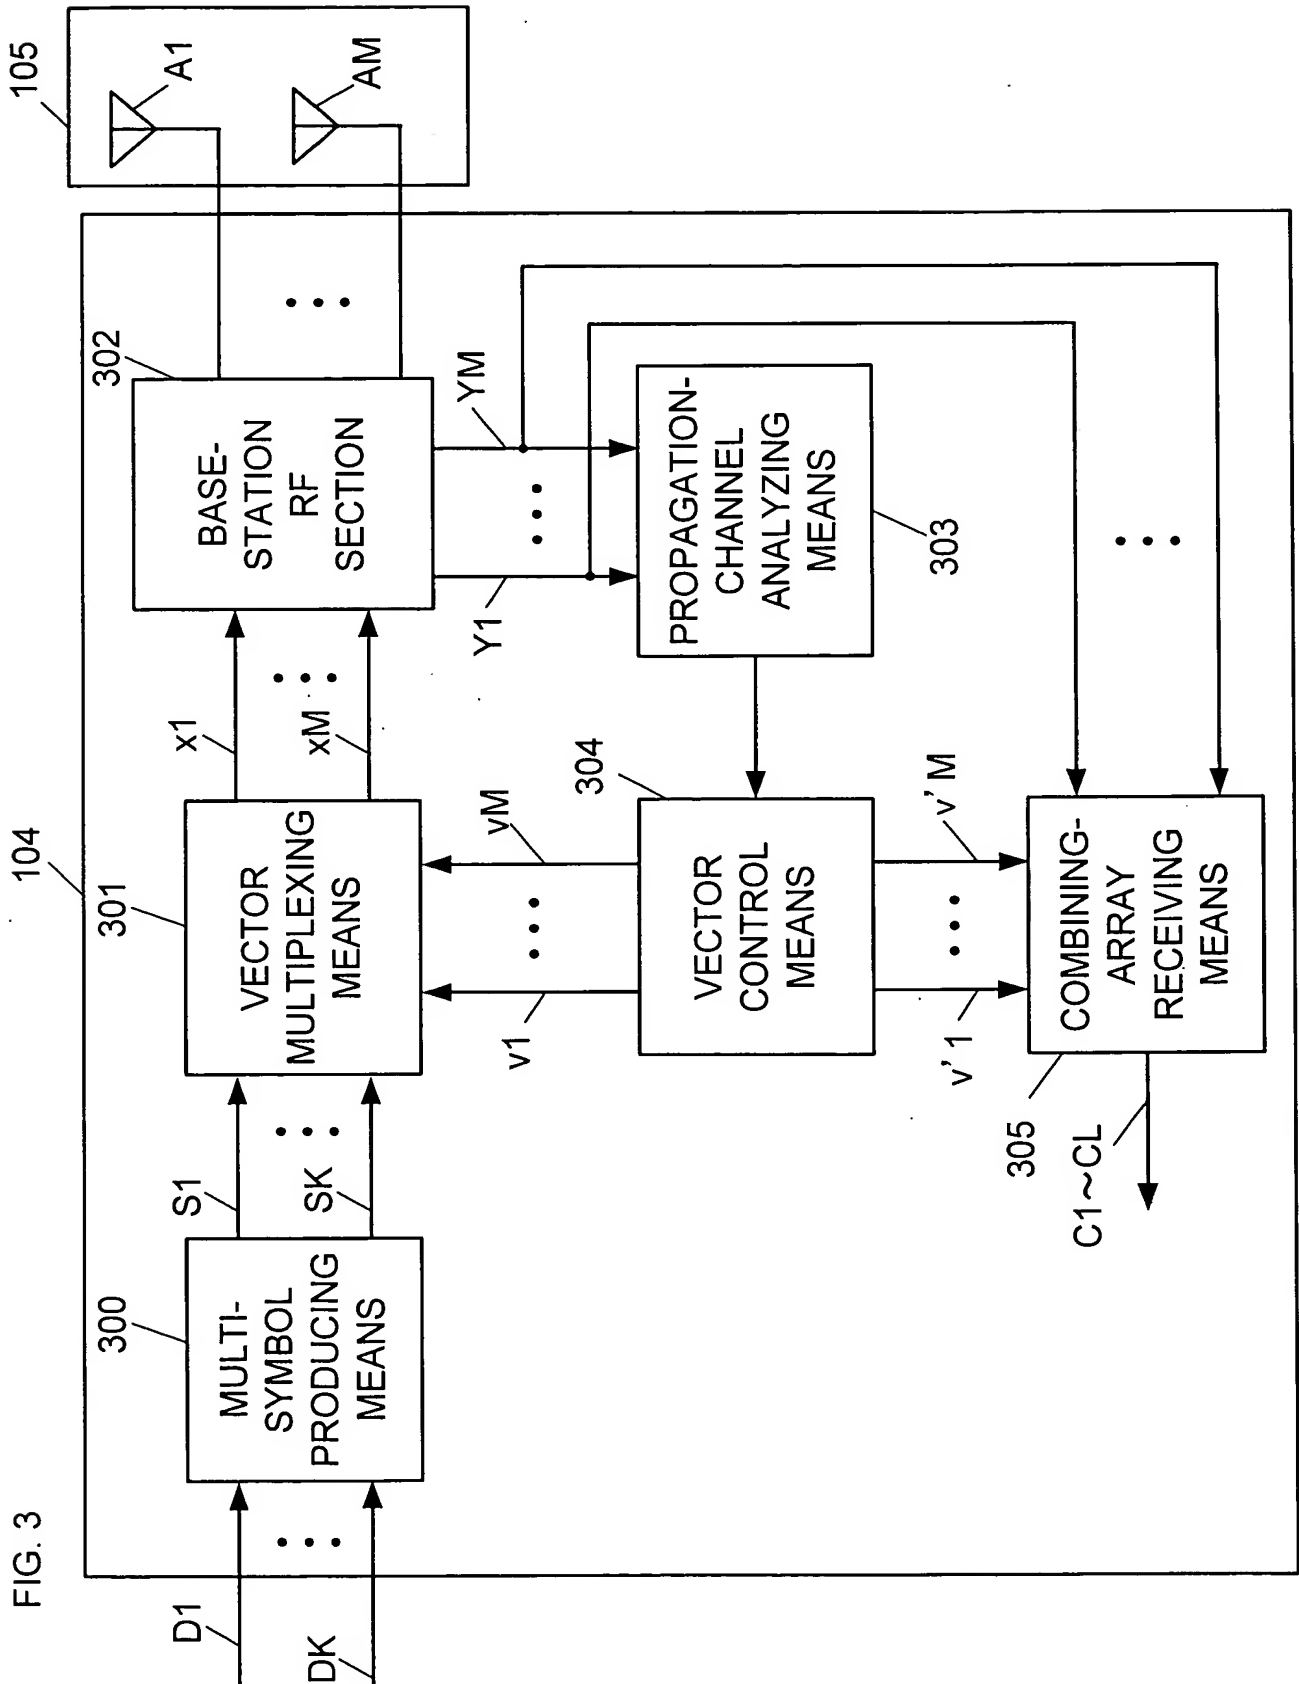 FIG. 3
104
105
A1
AM
D1
DK
300
MULTI-
SYMBOL
PRODUCING
MEANS
S1
SK
301
VECTOR
MULTIPLEXING
MEANS
x1
xM
302
BASE-
STATION
RF
SECTION
v1
vM
Y1
YM
304
VECTOR
CONTROL
MEANS
PROPAGATION-
CHANNEL
ANALYZING
MEANS
303
v'1
v'M
305
COMBINING-
ARRAY
RECEIVING
MEANS
C1~CL